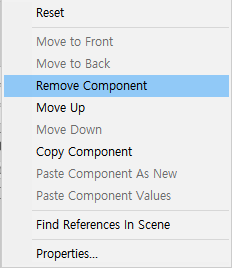 Reset
Move to Front
Move to Back
Remove Component
Move Up
Move Down
Copy Component
Paste Component As New
Paste Component Values
Find References In Scene
Properties...